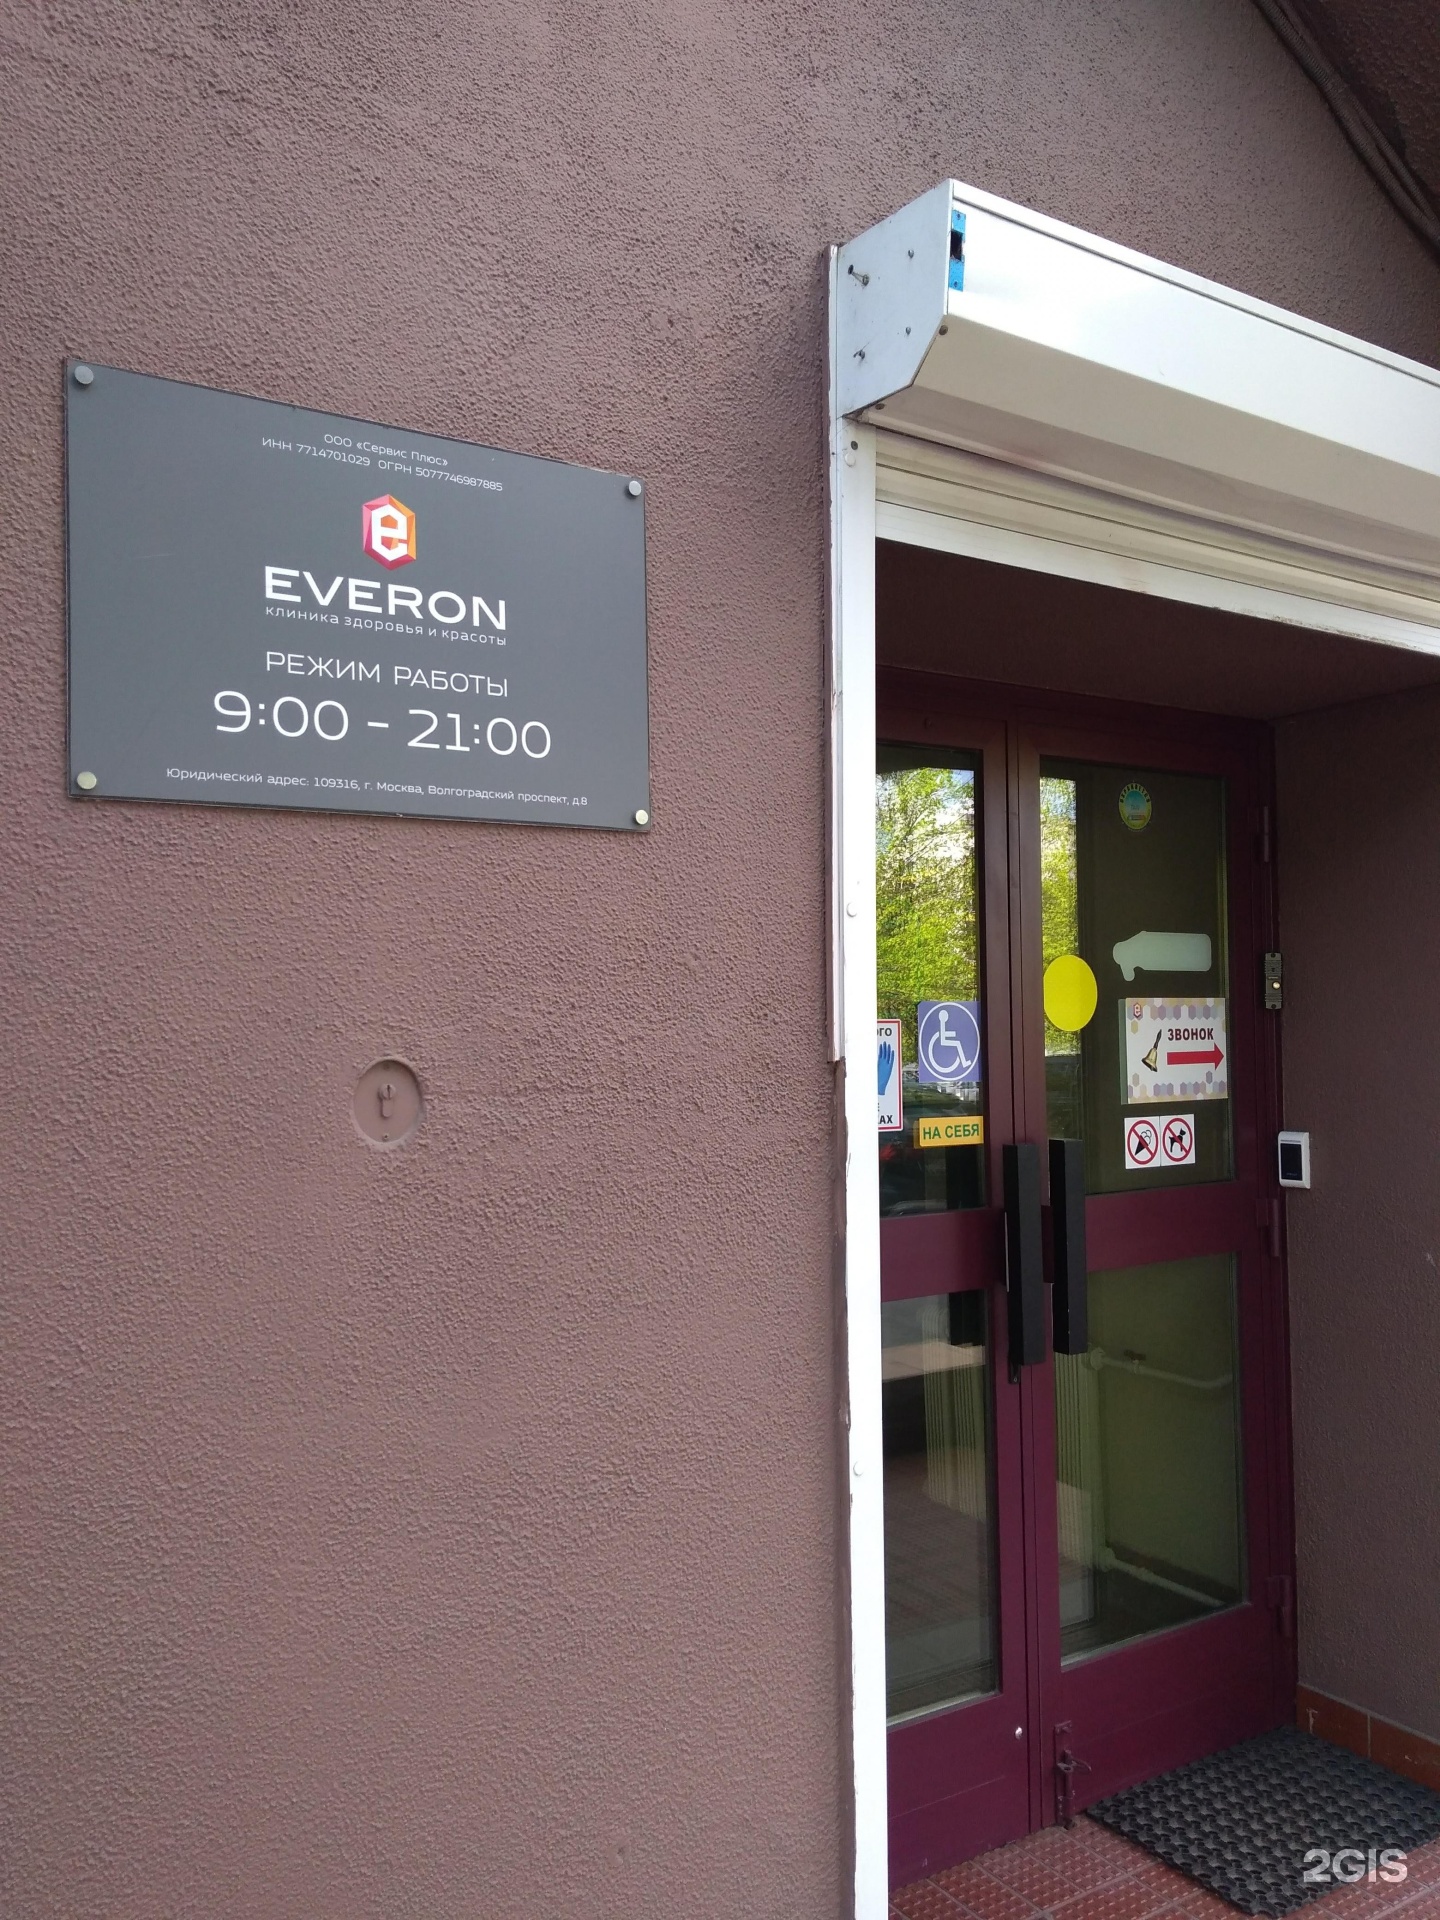 ООО «Сервис Плюс»
ИНН 7714701029 ОГРН 5077746987885
e
EVERON
клиника здоровья и красоты
РЕЖИМ РАБОТЫ
9:00 – 21:00
Юридический адрес: 109316, г. Москва, Волгоградский проспект, д.8
ЗВОНОК
НА СЕБЯ
2GIS